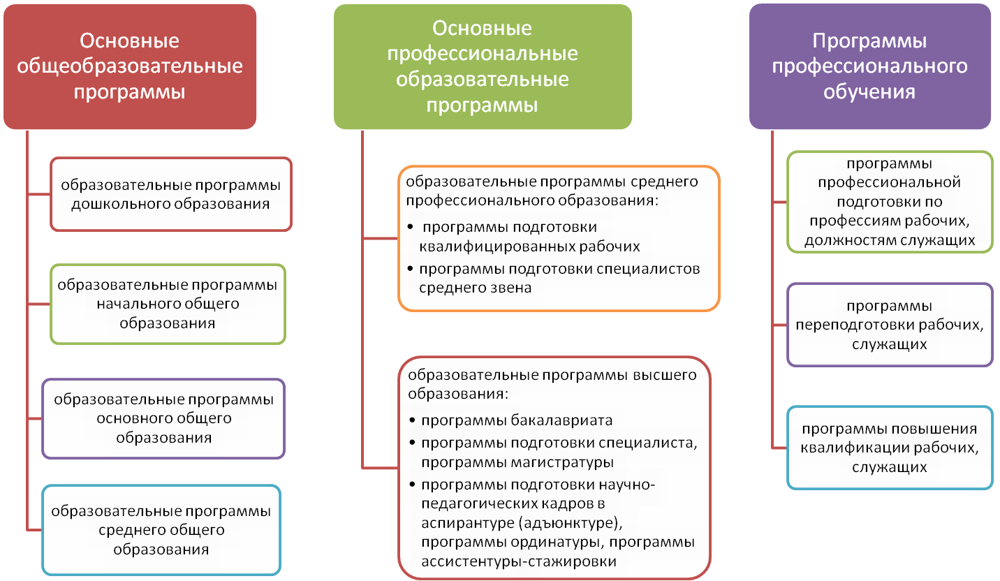 Основные
общеобразовательные
программы
образовательные программы
дошкольного образования
образовательные программы
начального общего
образования
образовательные программы
основного общего
образования
образовательные программы
среднего общего
образования
Основные
профессиональные
образовательные
программы
образовательные программы среднего
профессионального образования:
• программы подготовки
квалифицированных рабочих
• программы подготовки специалистов
среднего звена
образовательные программы высшего
образования:
• программы бакалавриата
• программы подготовки специалиста,
программы магистратуры
• программы подготовки научно-
педагогических кадров в
аспирантуре (адъюнктуре),
программы ординатуры, программы
ассистентуры-стажировки
Программы
профессионального
обучения
программы
профессиональной
подготовки по
профессиям рабочих,
должностям служащих
программы
переподготовки рабочих,
служащих
программы повышения
квалификации рабочих,
служащих